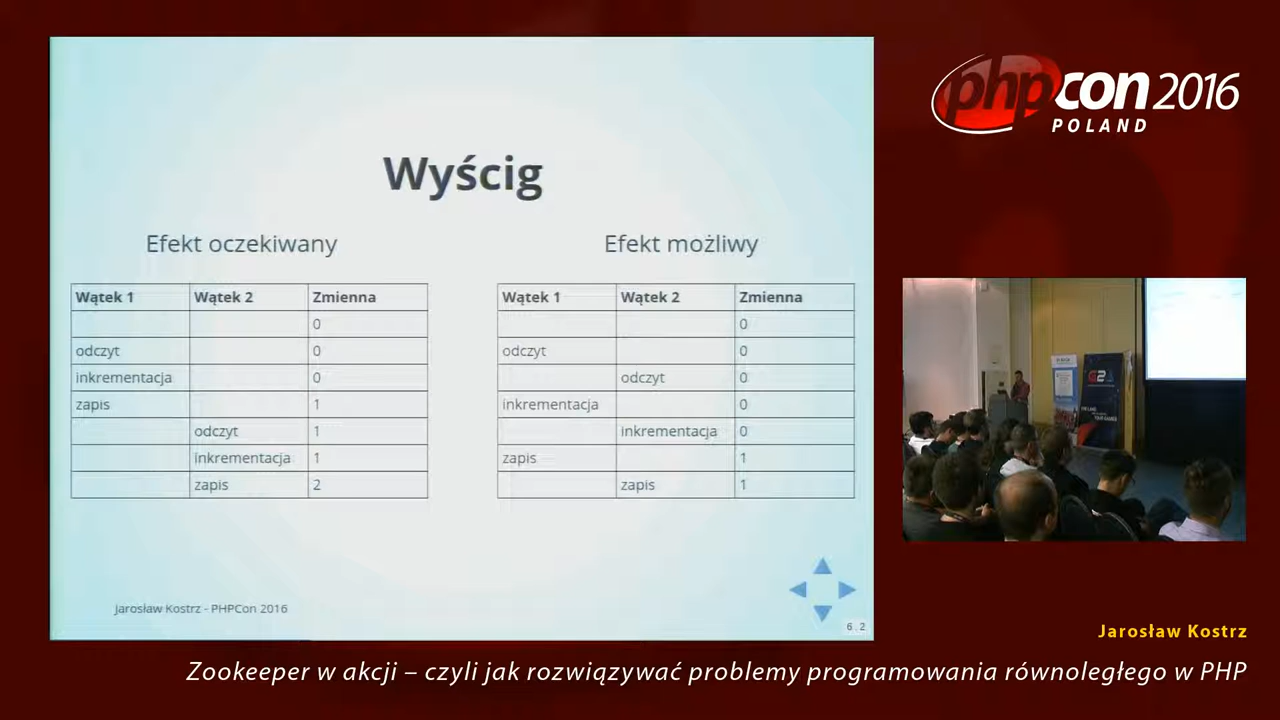 phpcon 2016
POLAND
Wyścig
Efekt oczekiwany
Wątek 1 Wątek 2 Zmienna
0
odczyt 0
inkrementacja 0
zapis 1
odczyt 1
inkrementacja 1
zapis 2
Efekt możliwy
Wątek 1 Wątek 2 Zmienna
0
odczyt 0
odczyt 0
inkrementacja 0
inkrementacja 0
zapis 1
zapis 1
Jarosław Kostrz - PHPCon 2016
6.2
G2A
Jarosław Kostrz
Zookeeper w akcji – czyli jak rozwiązywać problemy programowania równoległego w PHP